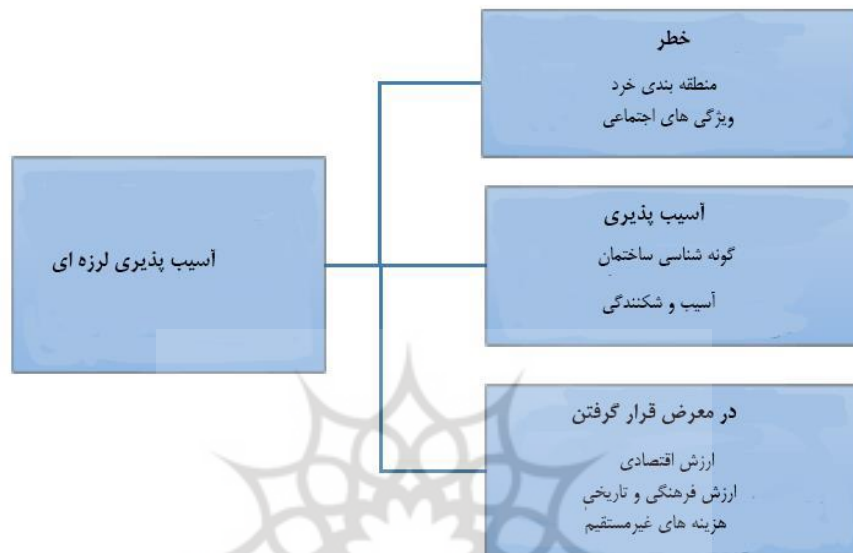 خطر
منطقه بندی خرد
ویژگی های اجتماعی
آسیب پذیری لرزه ای
آسیب پذیری
گونه شناسی ساختمان
آسیب و شکنندگی
در معرض قرار گرفتن
ارزش اقتصادی
ارزش فرهنگی و تاریخی
هزینه های غیرمستقیم